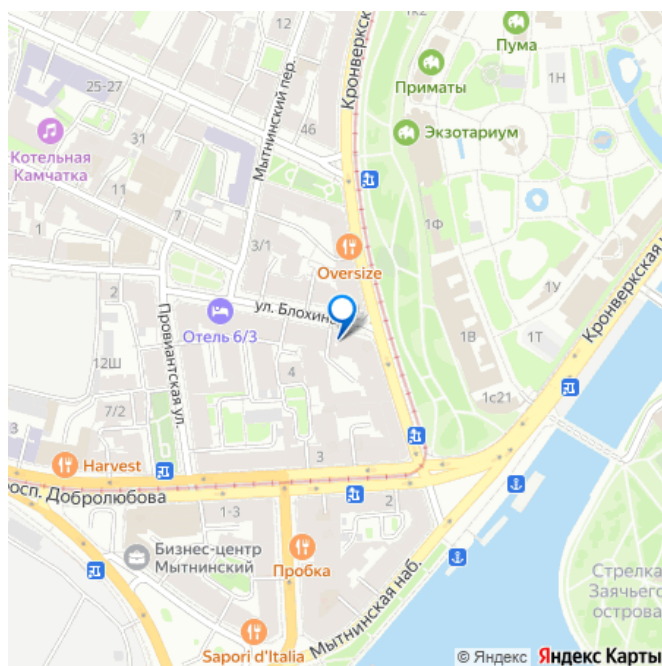 1к2
Пума
Кронверкск
Приматы
1Н
25-27
12
Мытнинский пер.
46
Экзотариум
31
Котельная
Камчатка
11
7
1Ф
1
3/1
Oversize
1У
Кронверкская н
ул. Блохина
2
Провиантская ул.
Отель 6/3
1В
1Т
12Ш
4
1с21
7/2
3
Harvest
3
росп. Добролюбова
1-3
2
Бизнес-центр
Мытнинский
Пробка
Мытнинская наб.
Стрелка
Заячьего
острова
Sapori d'Italia
© Яндекс Яндекс Карты